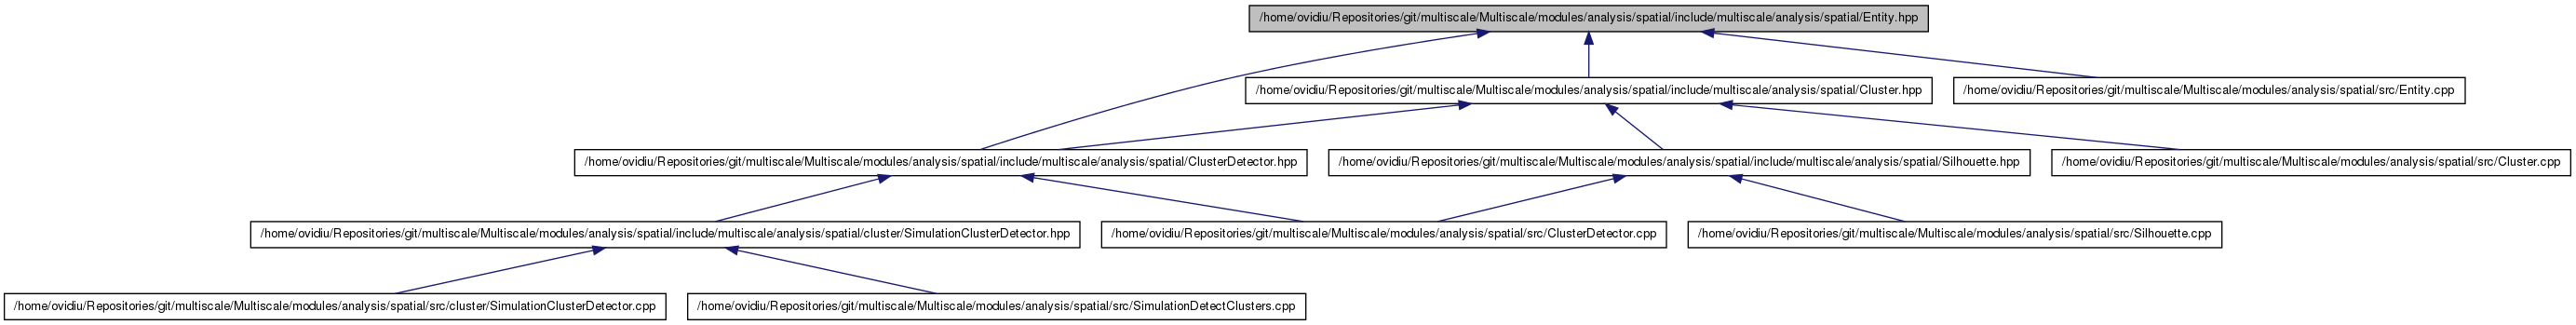 /home/ovidiu/Repositories/git/multiscale/Multiscale/modules/analysis/spatial/include/multiscale/analysis/spatial/Entity.hpp
/home/ovidiu/Repositories/git/multiscale/Multiscale/modules/analysis/spatial/include/multiscale/analysis/spatial/Cluster.hpp
/home/ovidiu/Repositories/git/multiscale/Multiscale/modules/analysis/spatial/src/Entity.cpp
/home/ovidiu/Repositories/git/multiscale/Multiscale/modules/analysis/spatial/include/multiscale/analysis/spatial/ClusterDetector.hpp
/home/ovidiu/Repositories/git/multiscale/Multiscale/modules/analysis/spatial/include/multiscale/analysis/spatial/Silhouette.hpp
/home/ovidiu/Repositories/git/multiscale/Multiscale/modules/analysis/spatial/src/Cluster.cpp
/home/ovidiu/Repositories/git/multiscale/Multiscale/modules/analysis/spatial/include/multiscale/analysis/spatial/cluster/SimulationClusterDetector.hpp
/home/ovidiu/Repositories/git/multiscale/Multiscale/modules/analysis/spatial/src/ClusterDetector.cpp
/home/ovidiu/Repositories/git/multiscale/Multiscale/modules/analysis/spatial/src/Silhouette.cpp
/home/ovidiu/Repositories/git/multiscale/Multiscale/modules/analysis/spatial/src/cluster/SimulationClusterDetector.cpp
/home/ovidiu/Repositories/git/multiscale/Multiscale/modules/analysis/spatial/src/SimulationDetectClusters.cpp